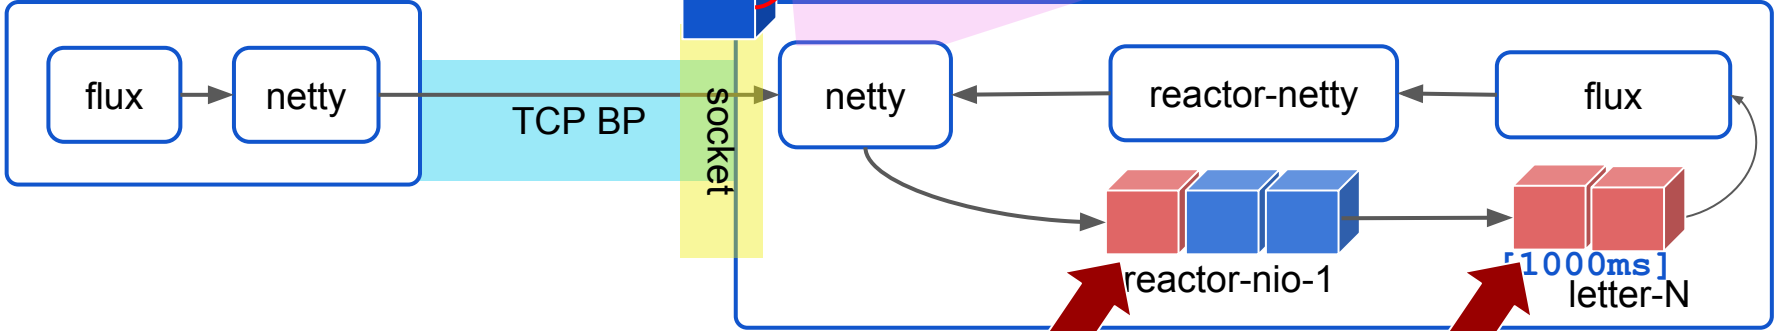 flux
netty
TCP BP
socket
netty
reactor-netty
flux
reactor-nio-1
[1000ms]
letter-N